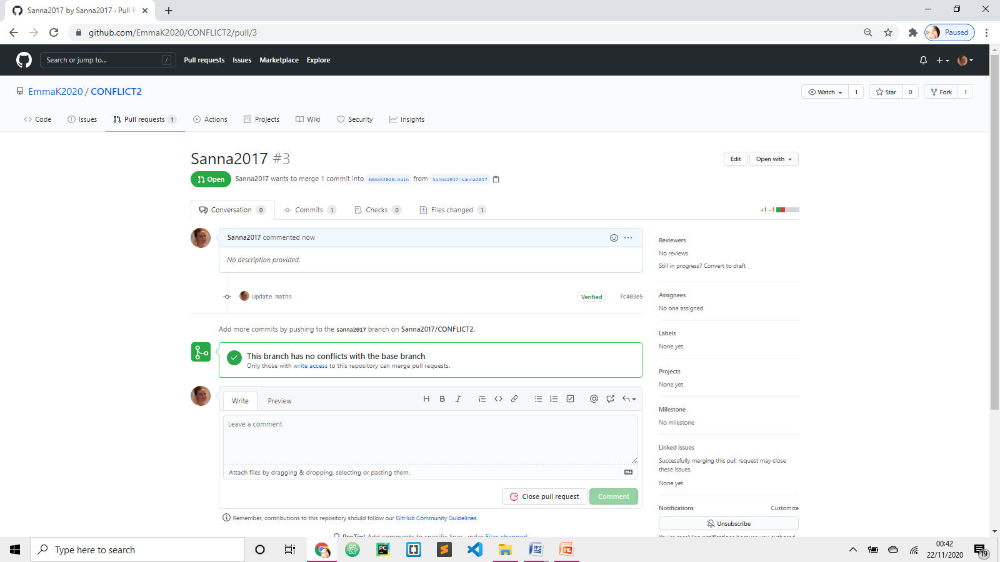 Sanna2017 by Sanna2017 · Pull R
github.com/EmmaK2020/CONFLICT2/pull/3
Paused
Search or jump to... /
Pull requests Issues Marketplace Explore
EmmaK2020 / CONFLICT2
Watch 1 Star 0 Fork 1
Code Issues Pull requests 1 Actions Projects Wiki Security Insights
Sanna2017 #3
Edit Open with
Open Sanna2017 wants to merge 1 commit into EmmaK2020:main from Sanna2017:sanna2017
Conversation 0 Commits 1 Checks 0 Files changed 1 +1 −1
Sanna2017 commented now
No description provided.
Update maths Verified 7c403e5
Add more commits by pushing to the sanna2017 branch on Sanna2017/CONFLICT2.
This branch has no conflicts with the base branch
Only those with write access to this repository can merge pull requests.
Write Preview
H B I
Leave a comment
Attach files by dragging & dropping, selecting or pasting them.
Close pull request Comment
Remember, contributions to this repository should follow our GitHub Community Guidelines.
ProTip! Add comments to specific lines under Files changed
Reviewers
No reviews
Still in progress? Convert to draft
Assignees
No one assigned
Labels
None yet
Projects
None yet
Milestone
No milestone
Linked issues
Successfully merging this pull request may close
these issues.
None yet
Notifications Customize
Unsubscribe
You're receiving notifications because you authored
Type here to search
00:42
22/11/2020
19